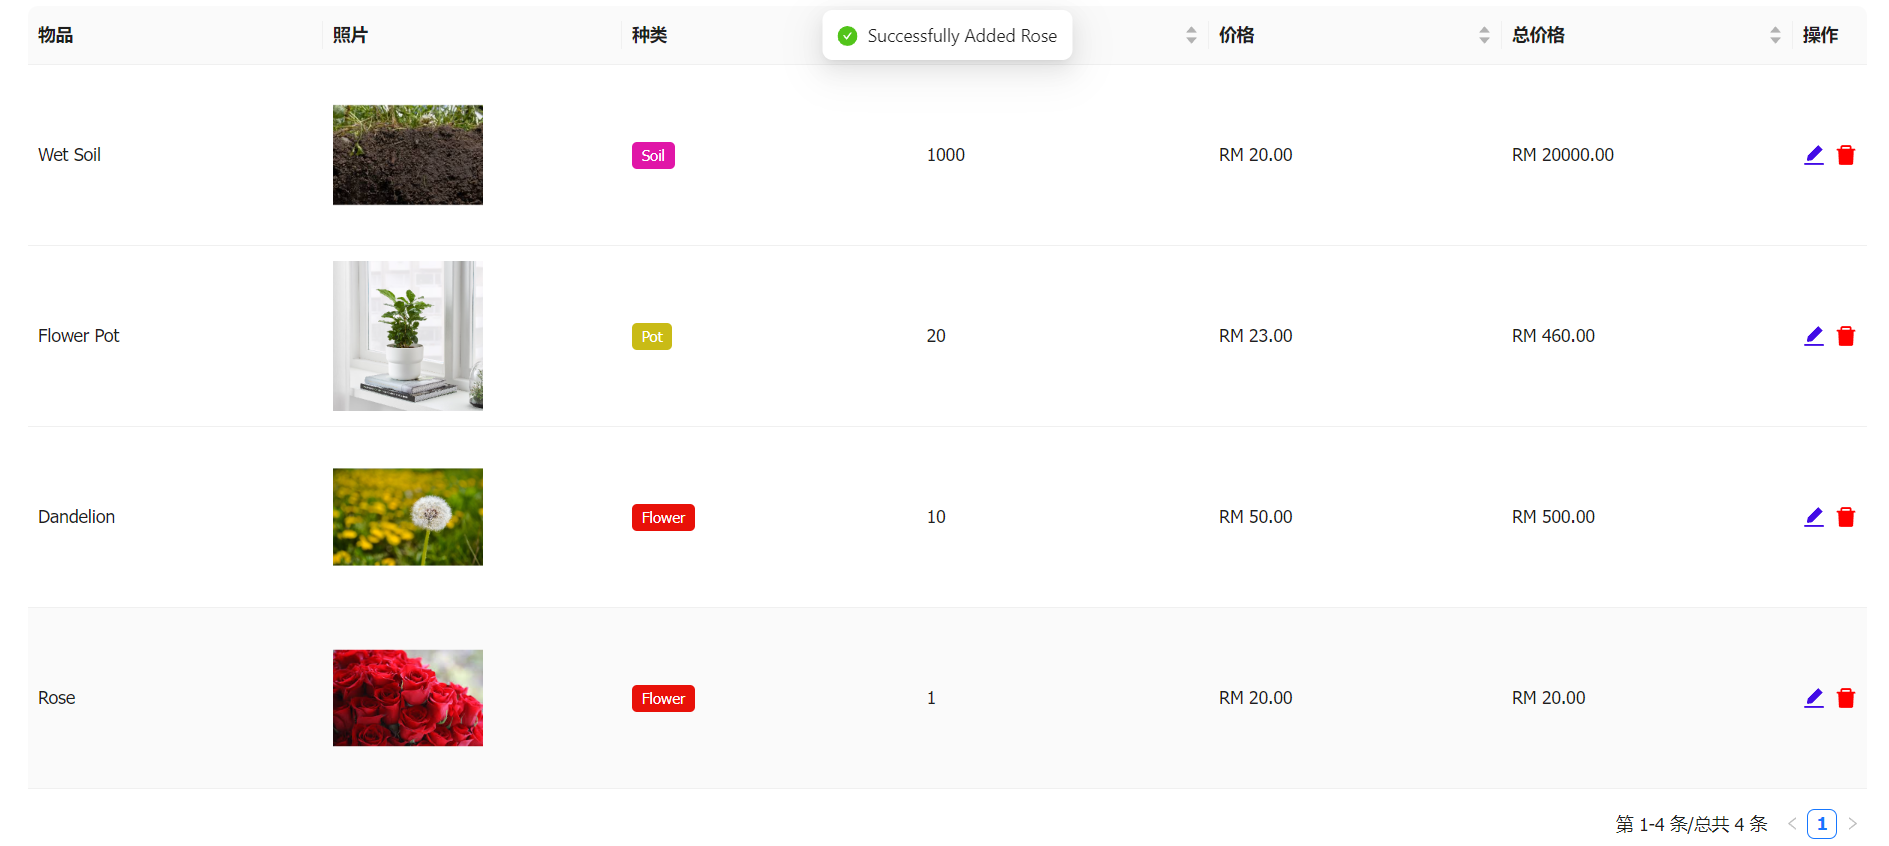 物品 照片 种类 价格 总价格 操作
Successfully Added Rose
Wet Soil Soil 1000 RM 20.00 RM 20000.00
Flower Pot Pot 20 RM 23.00 RM 460.00
Dandelion Flower 10 RM 50.00 RM 500.00
Rose Flower 1 RM 20.00 RM 20.00
第 1-4 条/总共 4 条 1